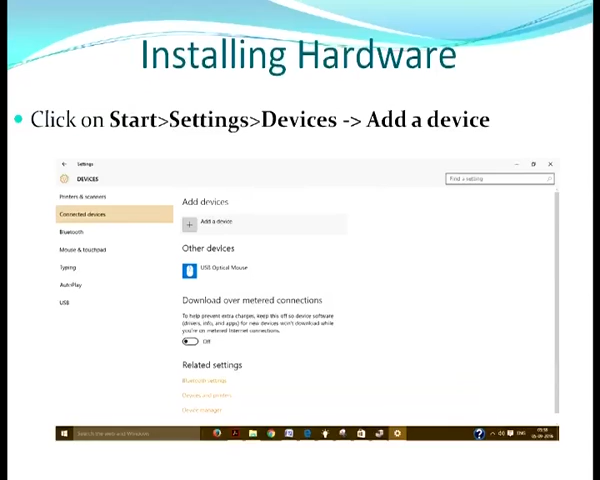 Installing Hardware
Click on Start>Settings>Devices -> Add a device
Settings
DEVICES
Find a setting
Printers & scanners
Connected devices
Bluetooth
Mouse & touchpad
Typing
AutoPlay
USB
Add devices
Add a device
Other devices
USB Optical Mouse
Download over metered connections
To help prevent extra charges, keep this off so device software
(drivers, info, and apps) for new devices won't download while
you're on metered Internet connections.
Off
Related settings
Bluetooth settings
Devices and printers
Device manager
Search the web and Windows
ENG